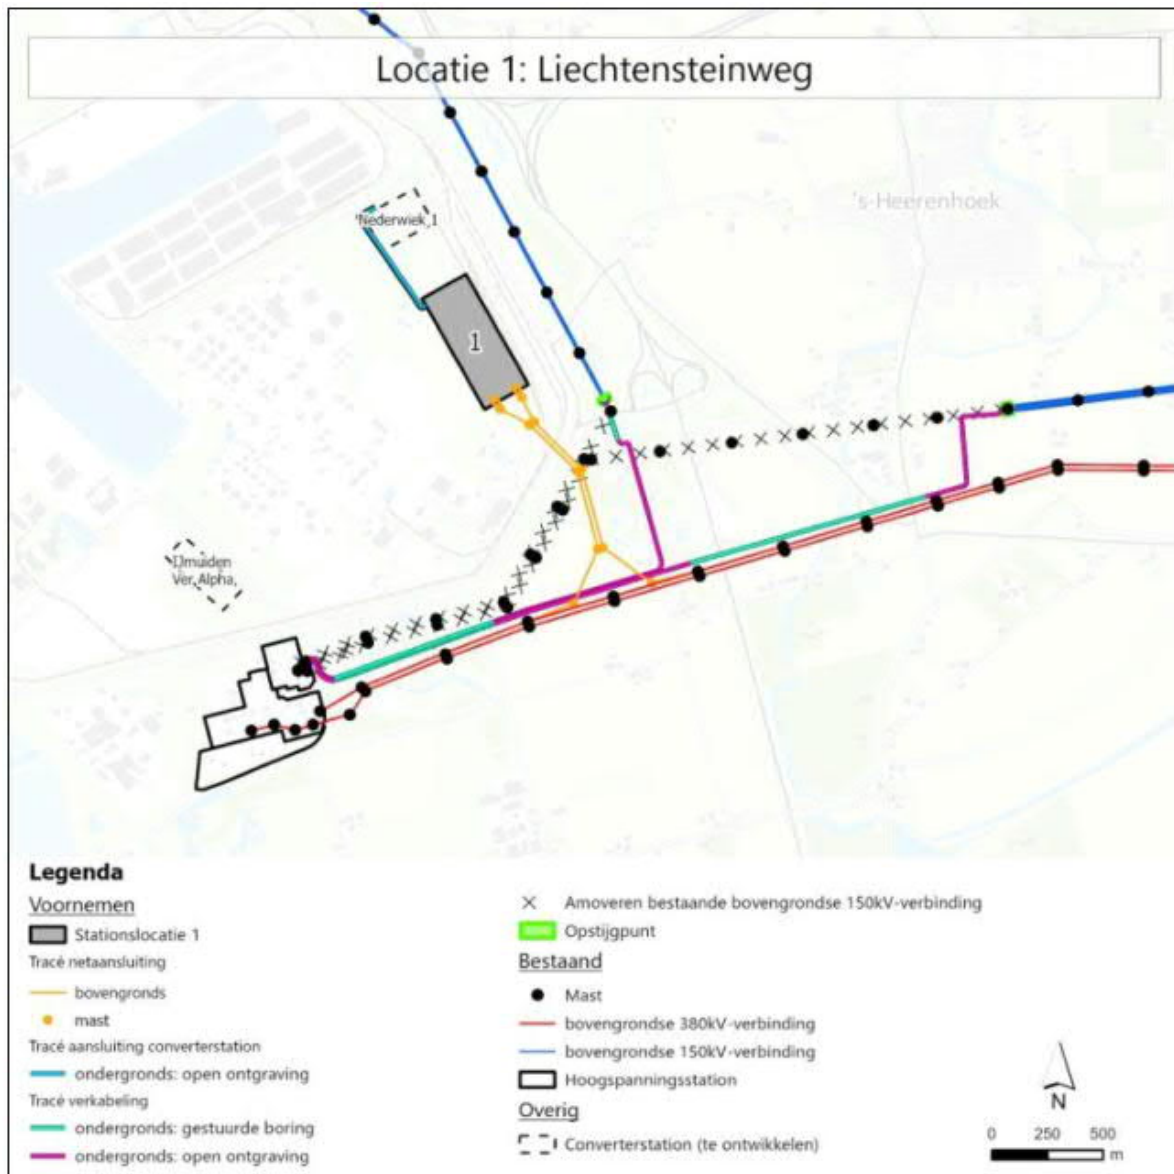 Locatie 1: Liechtensteinweg
's-Heerenhoek
Nederwiek 1
1
IJmuiden
Ver Alpha
Legenda
Voornemen
Stationslocatie 1
Tracé netaansluiting
bovengronds
mast
Tracé aansluiting converterstation
ondergronds: open ontgraving
Tracé verkabeling
ondergronds: gestuurde boring
ondergronds: open ontgraving
Amoveren bestaande bovengrondse 150kV-verbinding
Opstijgpunt
Bestaand
Mast
bovengrondse 380kV-verbinding
bovengrondse 150kV-verbinding
Hoogspanningsstation
Overig
Converterstation (te ontwikkelen)
N
0 250 500
m